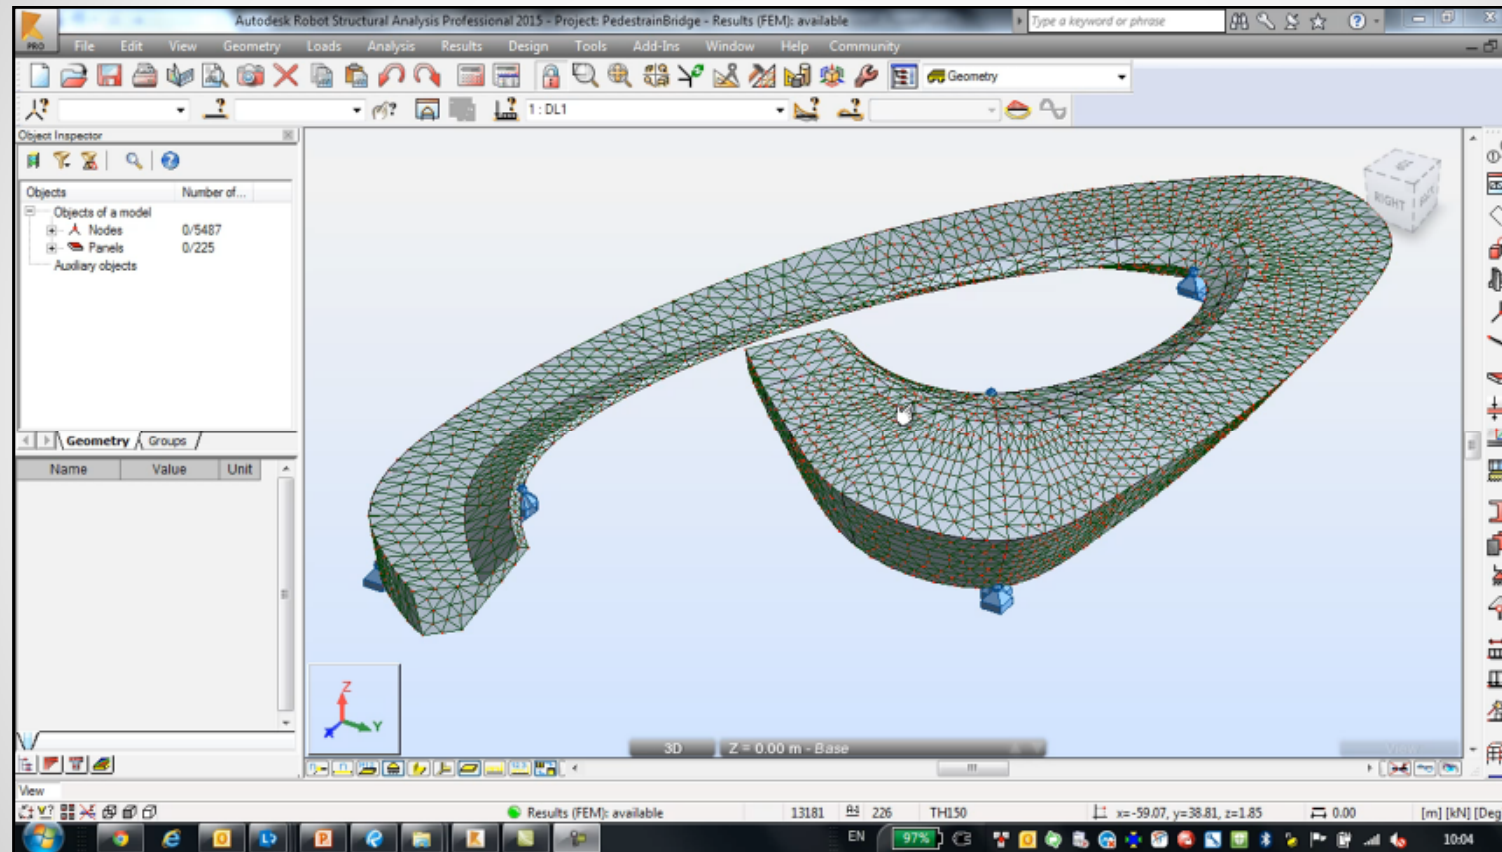 Autodesk Robot Structural Analysis Professional 2015 - Project: PedestrainBridge - Results (FEM): available
Type a keyword or phrase
PRO
File Edit View Geometry Loads Analysis Results Design Tools Add-Ins Window Help Community
Geometry
1 : DL1
Object Inspector
Objects Number of...
Objects of a model
Nodes 0/5487
Panels 0/225
Auxiliary objects
RIGHT
Geometry Groups
Name Value Unit
Z
Y
X
3D Z = 0.00 m - Base
View
View
Results (FEM): available 13181 226 TH150 x=-59.07, y=38.81, z=1.85 0.00 [m] [kN] [Deg
EN 97% 10:04